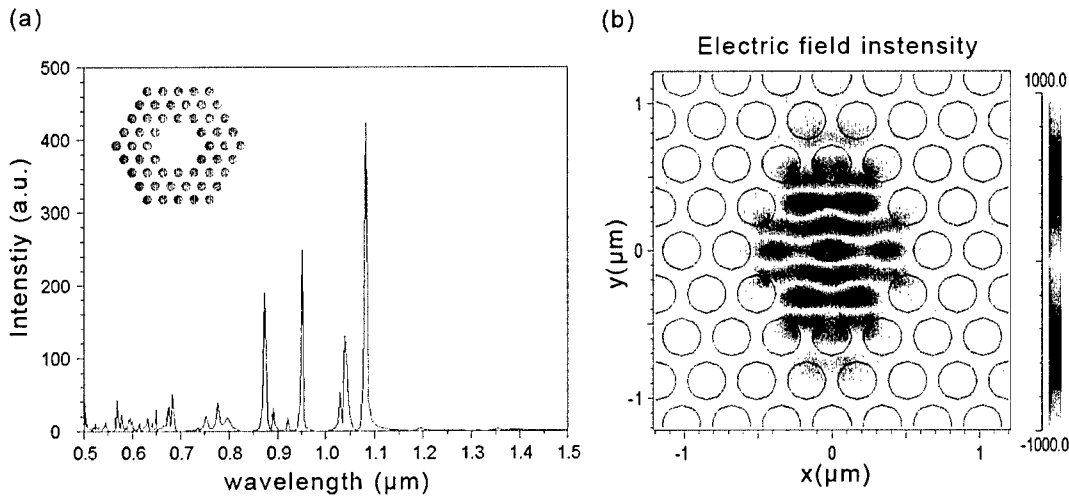 (a)
500
400
300
200
100
0
Intenstiy (a.u.)
0.5 0.6 0.7 0.8 0.9 1.0 1.1 1.2 1.3 1.4 1.5
wavelength (μm)
(b)
Electric field instensity
1
0
-1
y(μm)
-1 0 1
x(μm)
1000.0
-1000.0